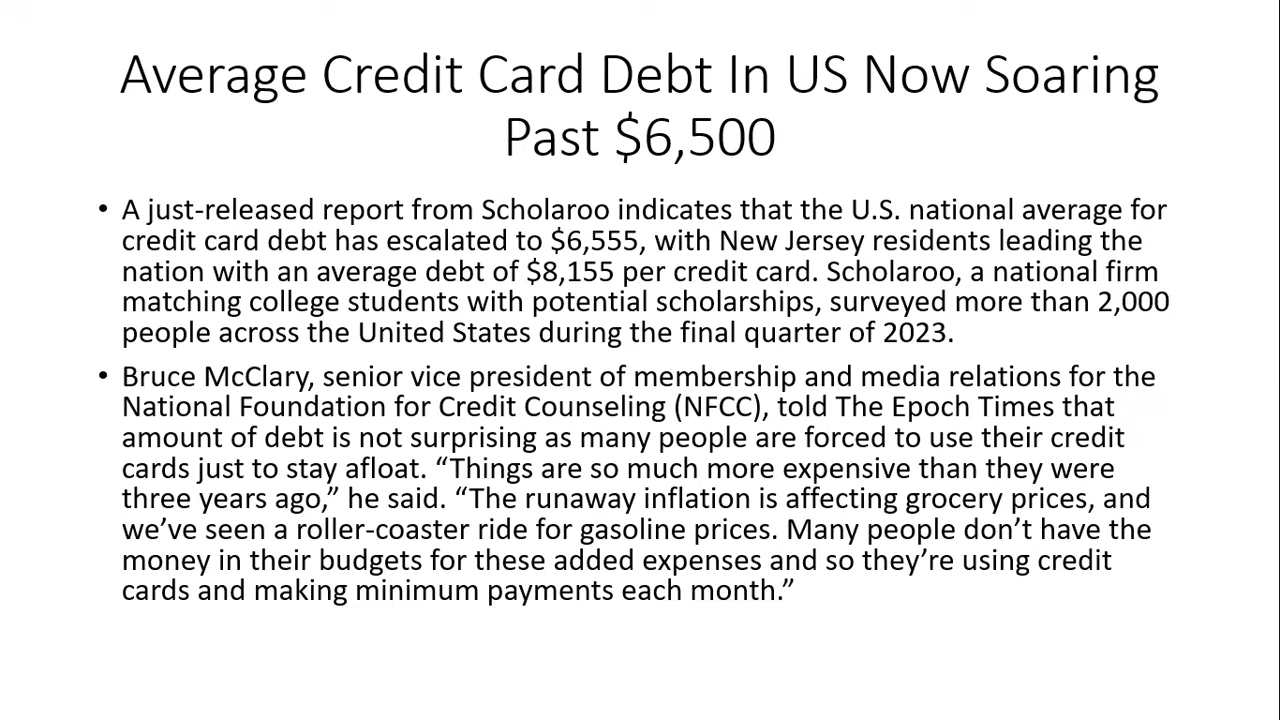 Average Credit Card Debt In US Now Soaring
Past $6,500
• A just-released report from Scholaroo indicates that the U.S. national average for
credit card debt has escalated to $6,555, with New Jersey residents leading the
nation with an average debt of $8,155 per credit card. Scholaroo, a national firm
matching college students with potential scholarships, surveyed more than 2,000
people across the United States during the final quarter of 2023.
• Bruce McClary, senior vice president of membership and media relations for the
National Foundation for Credit Counseling (NFCC), told The Epoch Times that
amount of debt is not surprising as many people are forced to use their credit
cards just to stay afloat. “Things are so much more expensive than they were
three years ago,” he said. “The runaway inflation is affecting grocery prices, and
we’ve seen a roller-coaster ride for gasoline prices. Many people don’t have the
money in their budgets for these added expenses and so they’re using credit
cards and making minimum payments each month.”